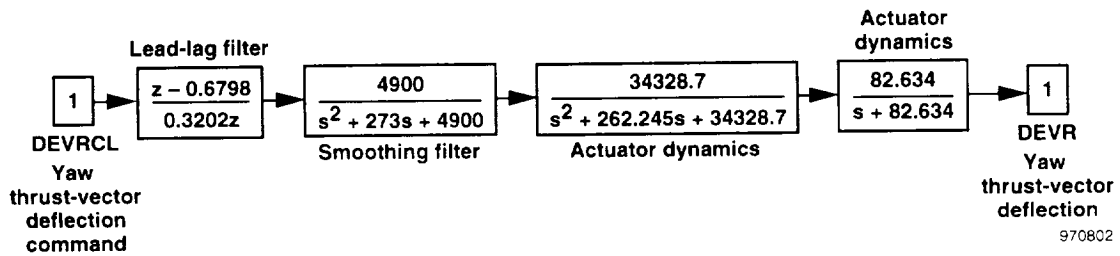 Actuator
dynamics
Lead-lag filter
1
z – 0.6798
0.3202z
4900
s² + 273s + 4900
34328.7
s² + 262.245s + 34328.7
82.634
s + 82.634
1
DEVRCL
Smoothing filter
Actuator dynamics
DEVR
Yaw
thrust-vector
deflection
command
Yaw
thrust-vector
deflection
970802